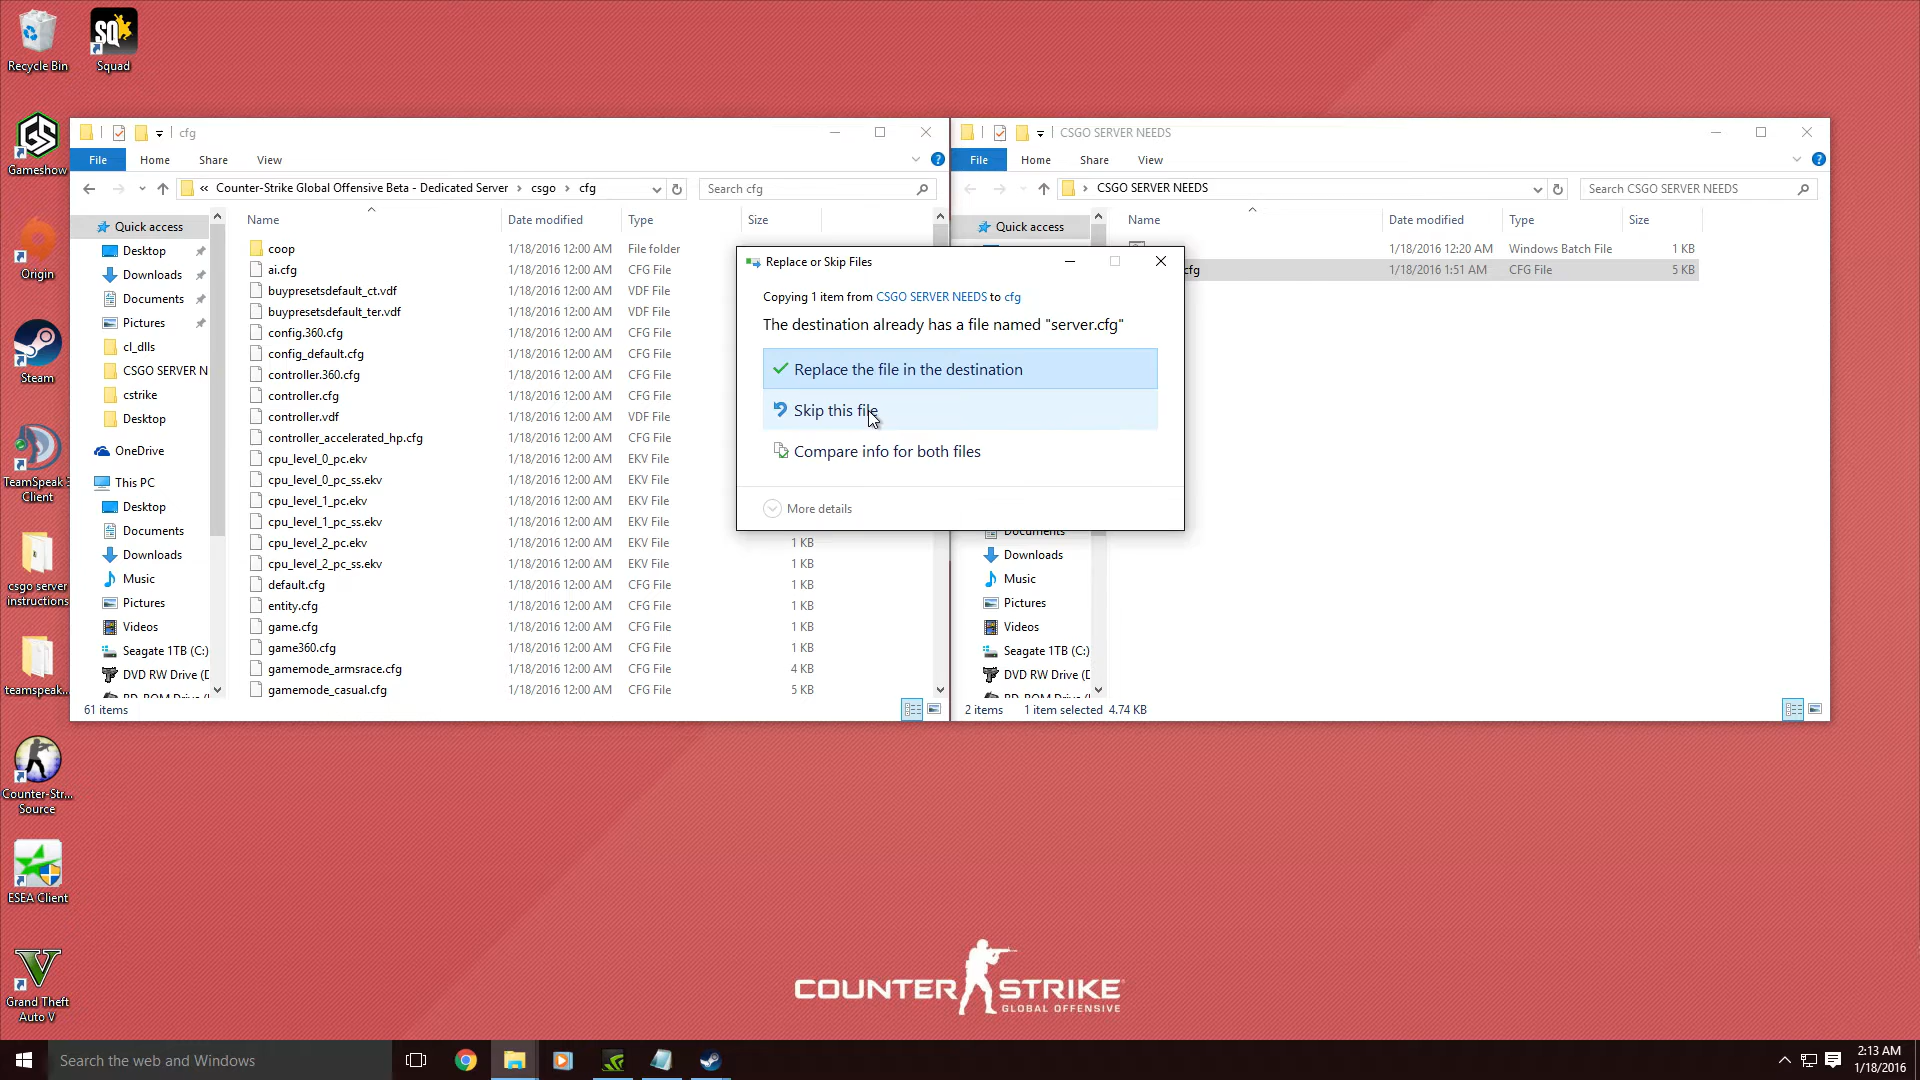 Recycle Bin
Squad
Gameshow
Origin
Steam
TeamSpeak 3
Client
csgo server
instructions
teamspeak...
Counter-Str...
Source
ESEA Client
Grand Theft
Auto V
cfg
File
Home
Share
View
« Counter-Strike Global Offensive Beta - Dedicated Server › csgo › cfg
Search cfg
Name
Date modified
Type
Size
Quick access
Desktop
Downloads
Documents
Pictures
cl_dlls
CSGO SERVER N
cstrike
Desktop
OneDrive
This PC
Desktop
Documents
Downloads
Music
Pictures
Videos
Seagate 1TB (C:)
DVD RW Drive (D
coop 1/18/2016 12:00 AM File folder
ai.cfg 1/18/2016 12:00 AM CFG File
buypresetsdefault_ct.vdf 1/18/2016 12:00 AM VDF File
buypresetsdefault_ter.vdf 1/18/2016 12:00 AM VDF File
config.360.cfg 1/18/2016 12:00 AM CFG File
config_default.cfg 1/18/2016 12:00 AM CFG File
controller.360.cfg 1/18/2016 12:00 AM CFG File
controller.cfg 1/18/2016 12:00 AM CFG File
controller.vdf 1/18/2016 12:00 AM VDF File
controller_accelerated_hp.cfg 1/18/2016 12:00 AM CFG File
cpu_level_0_pc.ekv 1/18/2016 12:00 AM EKV File
cpu_level_0_pc_ss.ekv 1/18/2016 12:00 AM EKV File
cpu_level_1_pc.ekv 1/18/2016 12:00 AM EKV File
cpu_level_1_pc_ss.ekv 1/18/2016 12:00 AM EKV File
cpu_level_2_pc.ekv 1/18/2016 12:00 AM EKV File 1 KB
cpu_level_2_pc_ss.ekv 1/18/2016 12:00 AM EKV File 1 KB
default.cfg 1/18/2016 12:00 AM CFG File 1 KB
entity.cfg 1/18/2016 12:00 AM CFG File 1 KB
game.cfg 1/18/2016 12:00 AM CFG File 1 KB
game360.cfg 1/18/2016 12:00 AM CFG File 1 KB
gamemode_armsrace.cfg 1/18/2016 12:00 AM CFG File 4 KB
gamemode_casual.cfg 1/18/2016 12:00 AM CFG File 5 KB
61 items
CSGO SERVER NEEDS
File
Home
Share
View
› CSGO SERVER NEEDS
Search CSGO SERVER NEEDS
Name
Date modified
Type
Size
Quick access
1/18/2016 12:20 AM Windows Batch File 1 KB
cfg 1/18/2016 1:51 AM CFG File 5 KB
Documents
Downloads
Music
Pictures
Videos
Seagate 1TB (C:)
DVD RW Drive (D
2 items 1 item selected 4.74 KB
Replace or Skip Files
Copying 1 item from CSGO SERVER NEEDS to cfg
The destination already has a file named "server.cfg"
Replace the file in the destination
Skip this file
Compare info for both files
More details
COUNTER STRIKE
GLOBAL OFFENSIVE
Search the web and Windows
2:13 AM
1/18/2016